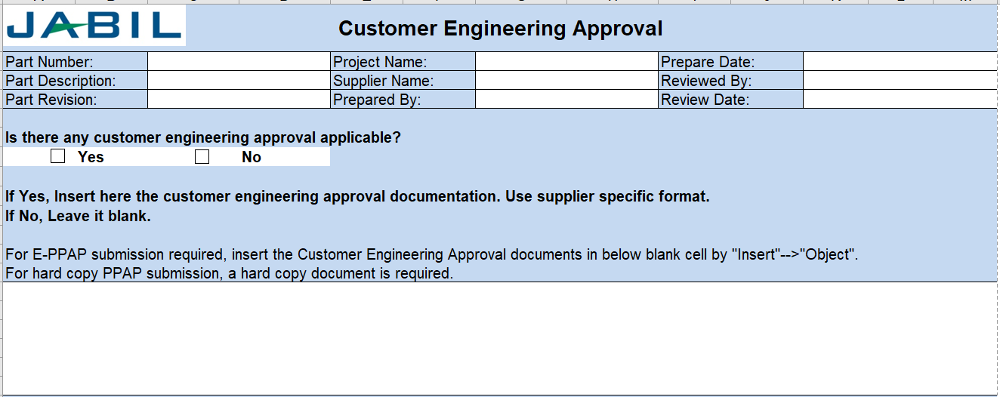 JABIL
Customer Engineering Approval
Part Number: Project Name: Prepare Date:
Part Description: Supplier Name: Reviewed By:
Part Revision: Prepared By: Review Date:
Is there any customer engineering approval applicable?
Yes No
If Yes, Insert here the customer engineering approval documentation. Use supplier specific format.
If No, Leave it blank.
For E-PPAP submission required, insert the Customer Engineering Approval documents in below blank cell by "Insert"-->"Object".
For hard copy PPAP submission, a hard copy document is required.